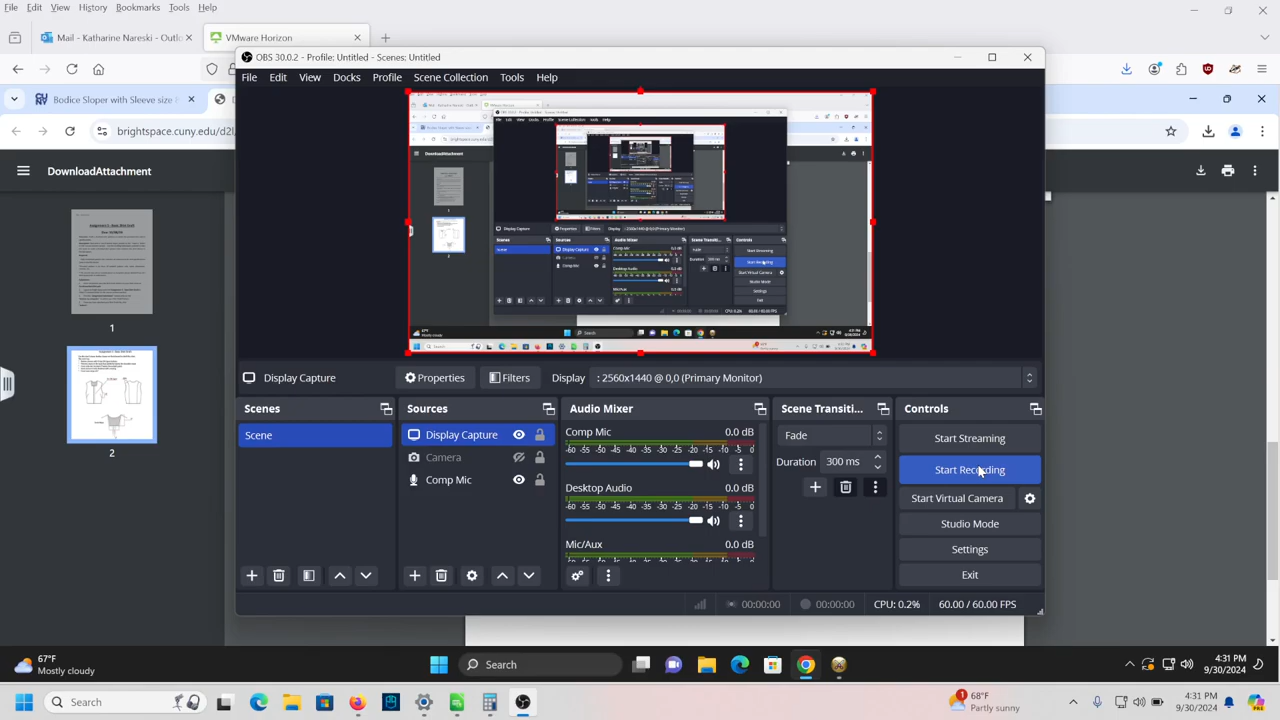 File Edit View History Bookmarks Tools Help
Mail - Katharine Nareski - Outlo
VMware Horizon
OBS 30.0.2 - Profile: Untitled - Scenes: Untitled
File Edit View Docks Profile Scene Collection Tools Help
Bodice Sloper with Sleeve
brightspace.cuny.edu/d2l/
DownloadAttachment
1
2
Display Capture Properties Filters Display : 2560x1440 @ 0,0 (Primary Monitor)
Scenes Sources Audio Mixer Scene Transiti... Controls
Scene
Display Capture
Camera
Comp Mic
Comp Mic 0.0 dB
-60 -55 -50 -45 -40 -35 -30 -25 -20 -15 -10 -5 0
Desktop Audio 0.0 dB
-60 -55 -50 -45 -40 -35 -30 -25 -20 -15 -10 -5 0
Mic/Aux 0.0 dB
Fade
Duration 300 ms
Start Streaming
Start Recording
Start Virtual Camera
Studio Mode
Settings
Exit
00:00:00 00:00:00 CPU: 0.2% 60.00 / 60.00 FPS
67°F
Mostly cloudy
Search
4:31 PM
9/30/2024
Search
1
68°F
Partly sunny
4:31 PM
9/30/2024